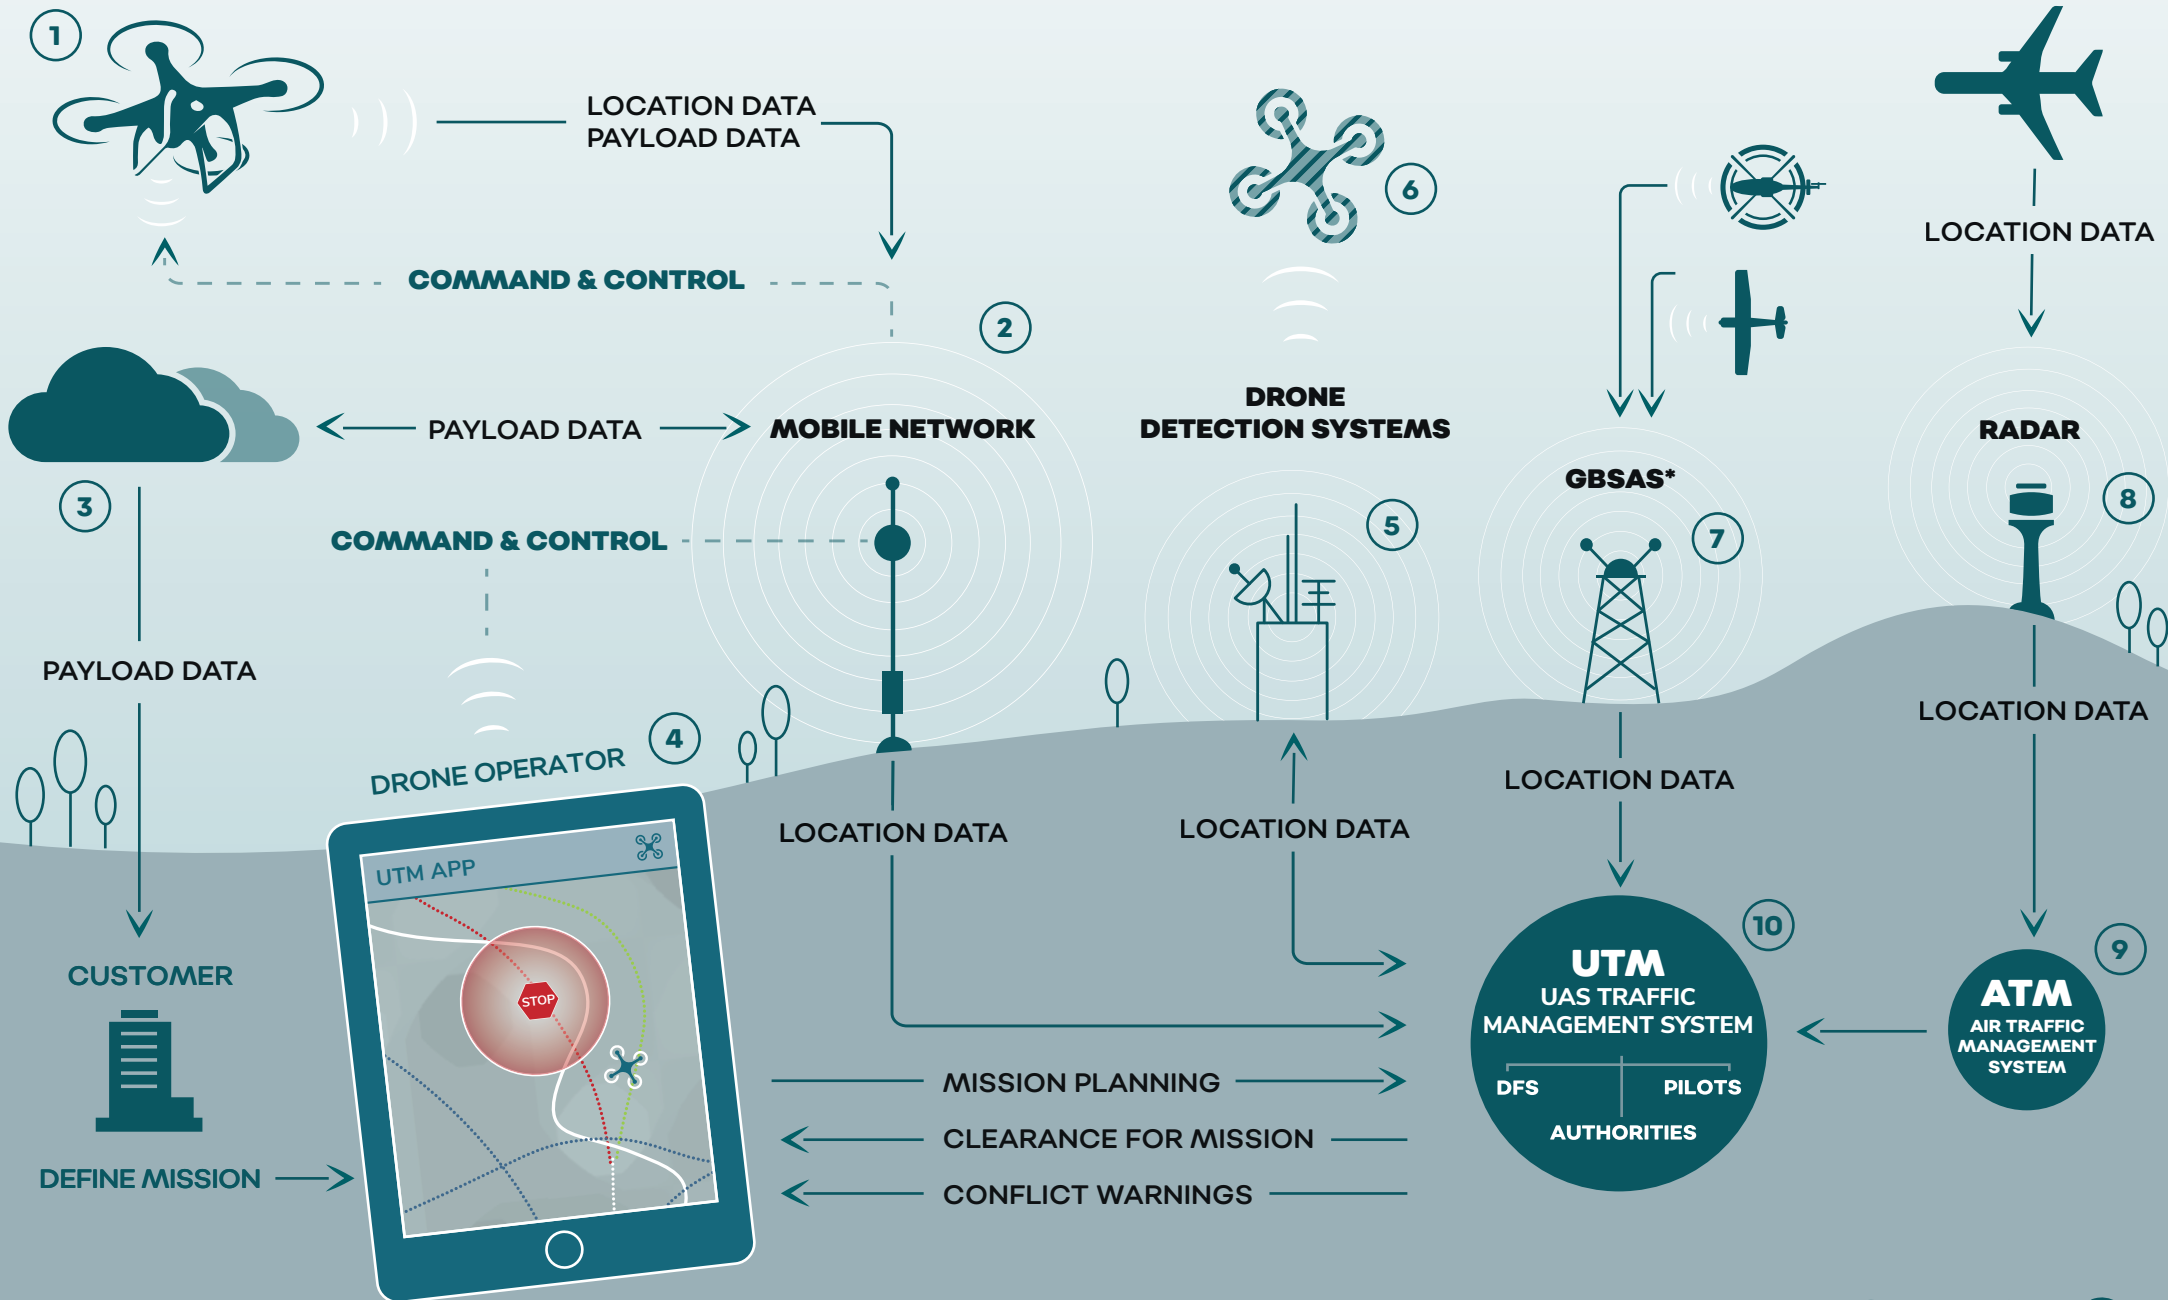 1
LOCATION DATA
PAYLOAD DATA
6
LOCATION DATA
COMMAND & CONTROL
2
DRONE
DETECTION SYSTEMS
PAYLOAD DATA
MOBILE NETWORK
RADAR
GBSAS*
3
8
5
7
COMMAND & CONTROL
PAYLOAD DATA
LOCATION DATA
DRONE OPERATOR
4
LOCATION DATA
LOCATION DATA
LOCATION DATA
UTM APP
STOP
CUSTOMER
DEFINE MISSION
10
UTM
UAS TRAFFIC
MANAGEMENT SYSTEM
DFS
PILOTS
AUTHORITIES
9
ATM
AIR TRAFFIC
MANAGEMENT
SYSTEM
MISSION PLANNING
CLEARANCE FOR MISSION
CONFLICT WARNINGS